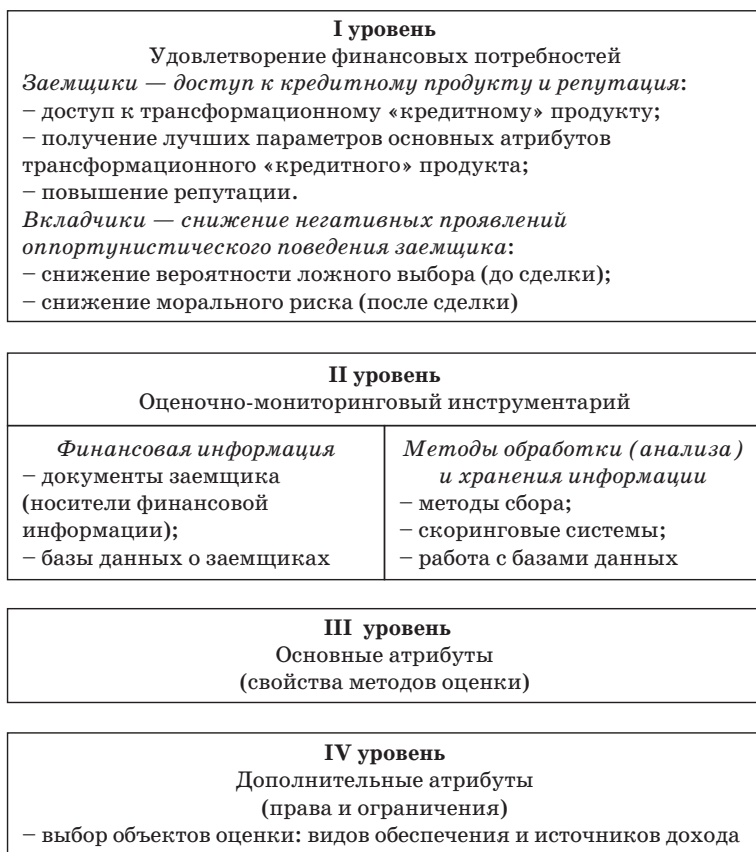 I уровень
Удовлетворение финансовых потребностей
Заемщики — доступ к кредитному продукту и репутация:
– доступ к трансформационному «кредитному» продукту;
– получение лучших параметров основных атрибутов
трансформационного «кредитного» продукта;
– повышение репутации.
Вкладчики — снижение негативных проявлений
оппортунистического поведения заемщика:
– снижение вероятности ложного выбора (до сделки);
– снижение морального риска (после сделки)
II уровень
Оценочно-мониторинговый инструментарий
Финансовая информация
– документы заемщика
(носители финансовой
информации);
– базы данных о заемщиках
Методы обработки (анализа)
и хранения информации
– методы сбора;
– скоринговые системы;
– работа с базами данных
III уровень
Основные атрибуты
(свойства методов оценки)
IV уровень
Дополнительные атрибуты
(права и ограничения)
– выбор объектов оценки: видов обеспечения и источников дохода